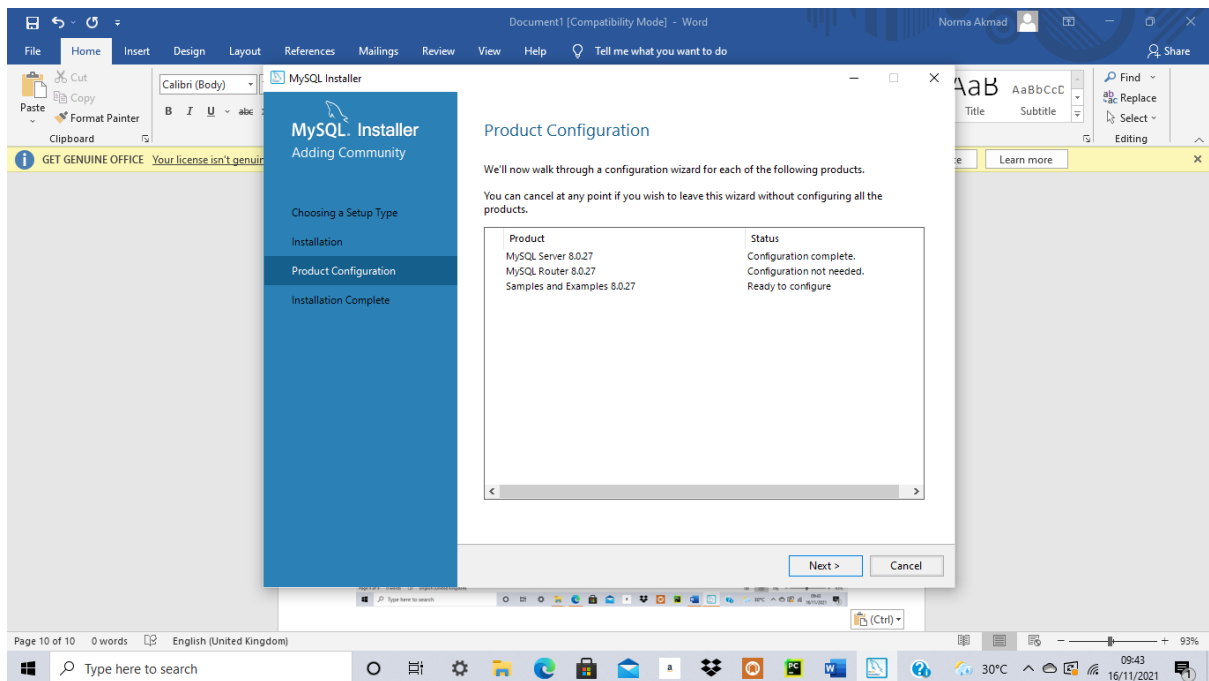 Document1 [Compatibility Mode] - Word
Norma Akmad
File Home Insert Design Layout References Mailings Review View Help Tell me what you want to do Share
Paste
Cut
Copy
Format Painter
Clipboard
Calibri (Body)
B I U abc
AaB AaBbCcD
Title Subtitle
Find
Replace
Select
Editing
GET GENUINE OFFICE Your license isn't genuin
Learn more
MySQL Installer
MySQL. Installer
Adding Community
Choosing a Setup Type
Installation
Product Configuration
Installation Complete
Product Configuration
We'll now walk through a configuration wizard for each of the following products.
You can cancel at any point if you wish to leave this wizard without configuring all the
products.
Product Status
MySQL Server 8.0.27 Configuration complete.
MySQL Router 8.0.27 Configuration not needed.
Samples and Examples 8.0.27 Ready to configure
Next > Cancel
Type here to search
(Ctrl)
Page 10 of 10 0 words English (United Kingdom) 93%
Type here to search
30°C
09:43
16/11/2021